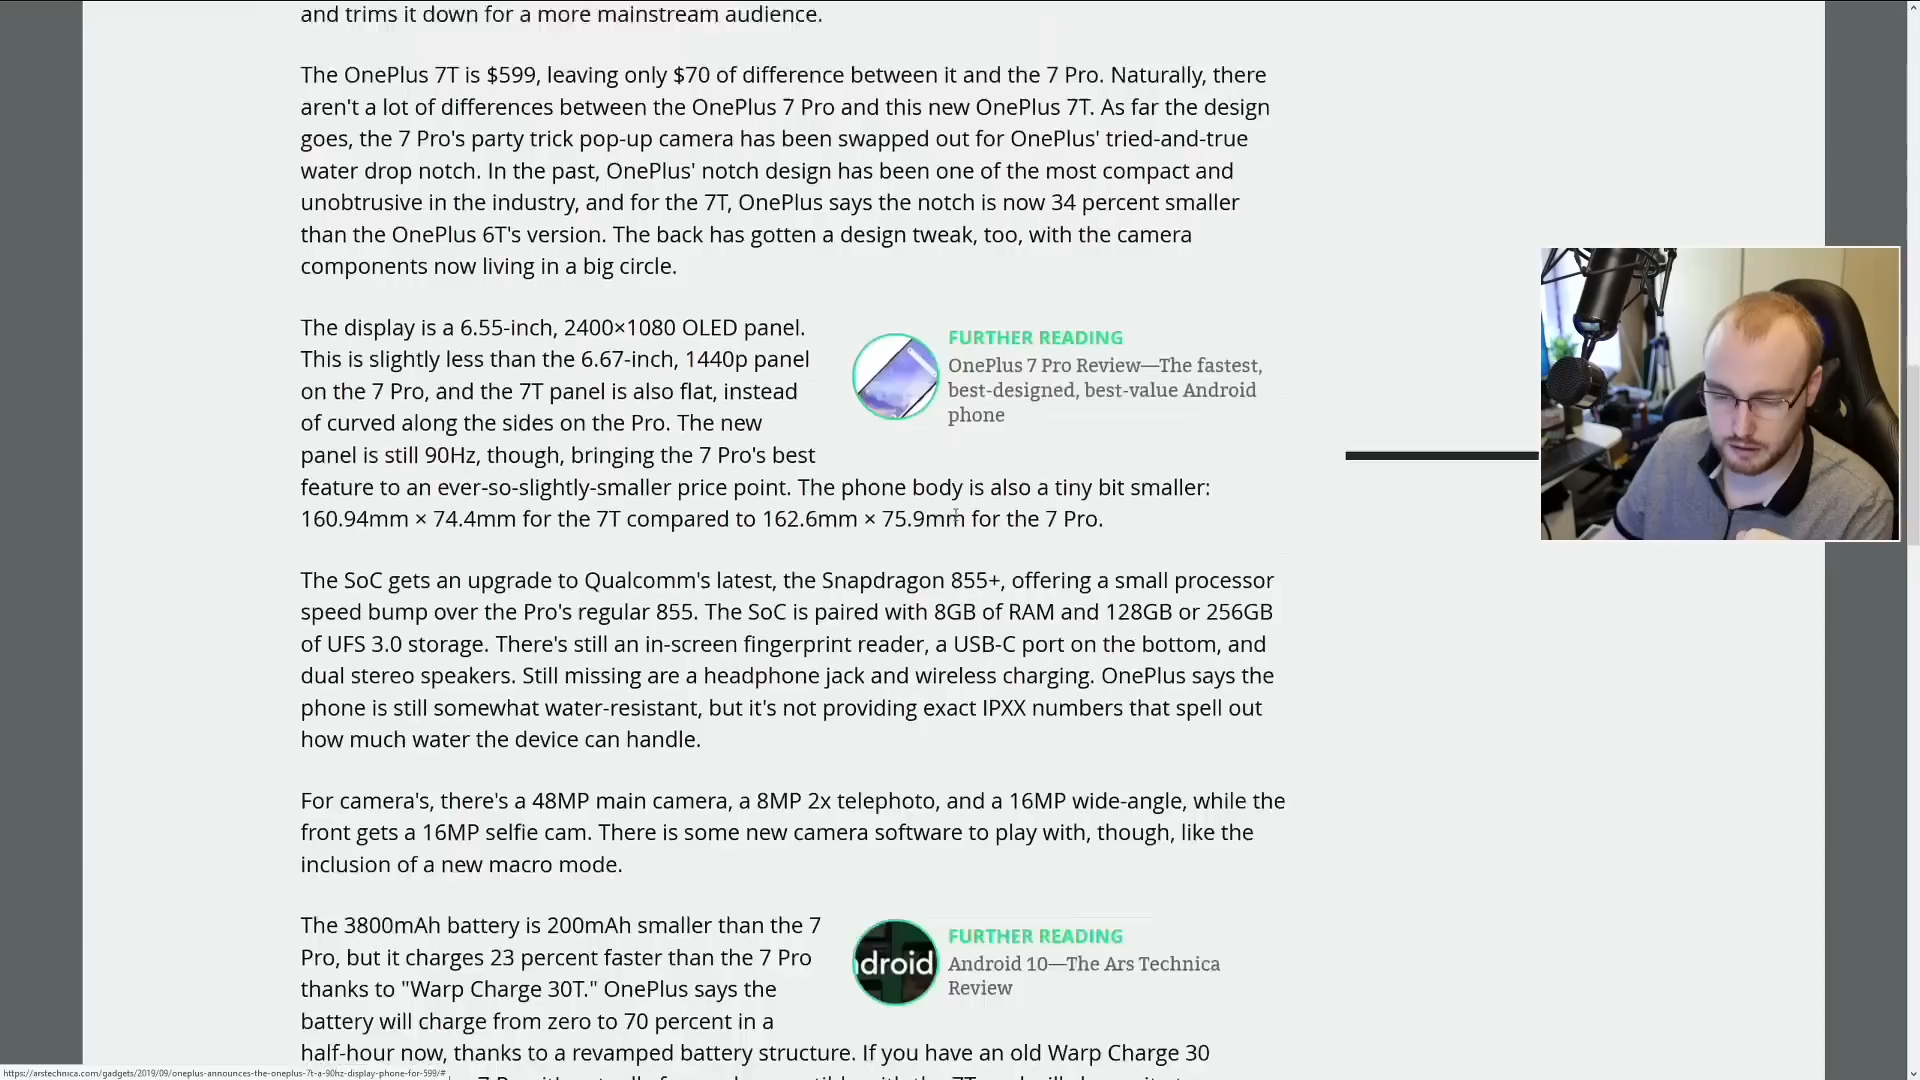 and trims it down for a more mainstream audience.
The OnePlus 7T is $599, leaving only $70 of difference between it and the 7 Pro. Naturally, there
aren't a lot of differences between the OnePlus 7 Pro and this new OnePlus 7T. As far the design
goes, the 7 Pro's party trick pop-up camera has been swapped out for OnePlus' tried-and-true
water drop notch. In the past, OnePlus' notch design has been one of the most compact and
unobtrusive in the industry, and for the 7T, OnePlus says the notch is now 34 percent smaller
than the OnePlus 6T's version. The back has gotten a design tweak, too, with the camera
components now living in a big circle.
The display is a 6.55-inch, 2400×1080 OLED panel.
This is slightly less than the 6.67-inch, 1440p panel
on the 7 Pro, and the 7T panel is also flat, instead
of curved along the sides on the Pro. The new
panel is still 90Hz, though, bringing the 7 Pro's best
feature to an ever-so-slightly-smaller price point. The phone body is also a tiny bit smaller:
160.94mm × 74.4mm for the 7T compared to 162.6mm × 75.9mm for the 7 Pro.
FURTHER READING
OnePlus 7 Pro Review—The fastest,
best-designed, best-value Android
phone
The SoC gets an upgrade to Qualcomm's latest, the Snapdragon 855+, offering a small processor
speed bump over the Pro's regular 855. The SoC is paired with 8GB of RAM and 128GB or 256GB
of UFS 3.0 storage. There's still an in-screen fingerprint reader, a USB-C port on the bottom, and
dual stereo speakers. Still missing are a headphone jack and wireless charging. OnePlus says the
phone is still somewhat water-resistant, but it's not providing exact IPXX numbers that spell out
how much water the device can handle.
For camera's, there's a 48MP main camera, a 8MP 2x telephoto, and a 16MP wide-angle, while the
front gets a 16MP selfie cam. There is some new camera software to play with, though, like the
inclusion of a new macro mode.
The 3800mAh battery is 200mAh smaller than the 7
Pro, but it charges 23 percent faster than the 7 Pro
thanks to "Warp Charge 30T." OnePlus says the
battery will charge from zero to 70 percent in a
half-hour now, thanks to a revamped battery structure. If you have an old Warp Charge 30
droid
FURTHER READING
Android 10—The Ars Technica
Review
https://arstechnica.com/gadgets/2019/09/oneplus-announces-the-oneplus-7t-a-90hz-display-phone-for-599/#